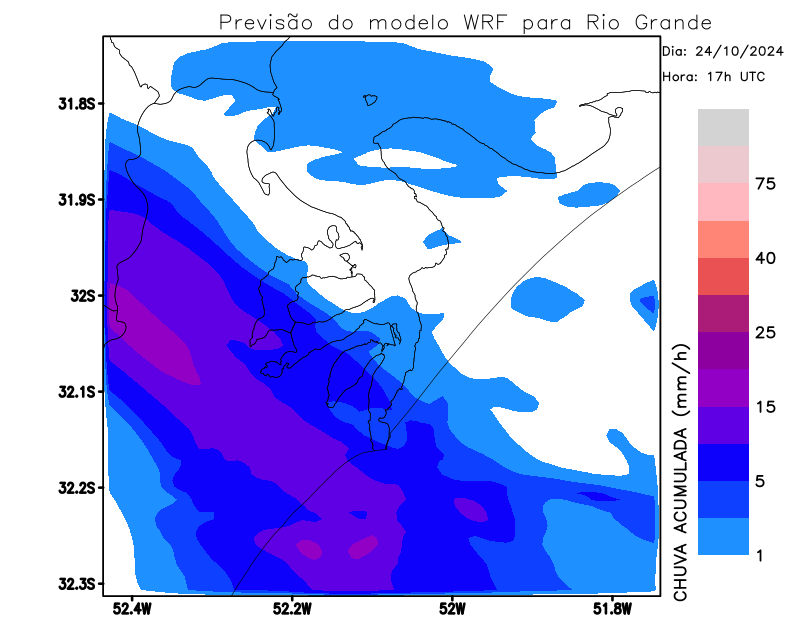 Previsão do modelo WRF para Rio Grande
Dia: 24/10/2024
Hora: 17h UTC
31.8S
31.9S
32S
32.1S
32.2S
32.3S
52.4W
52.2W
52W
51.8W
75
40
25
15
5
1
CHUVA ACUMULADA (mm/h)